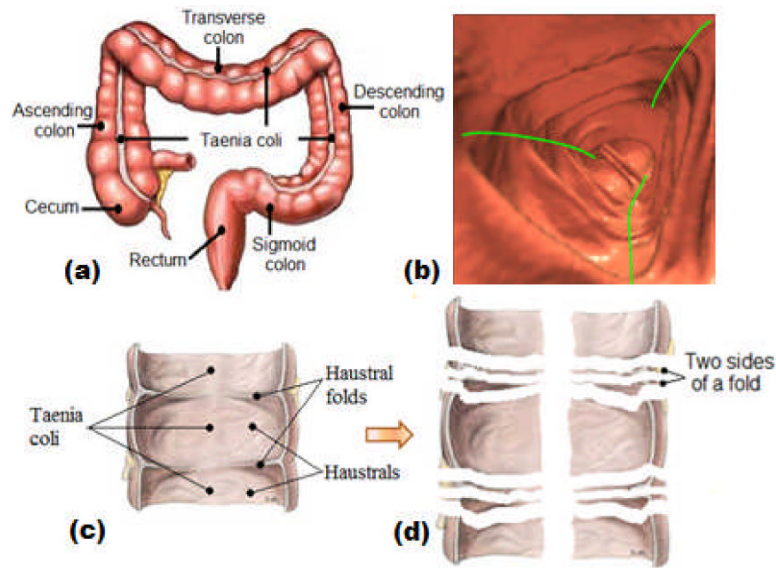 Transverse
colon
Ascending
colon
Taenia coli
Descending
colon
Cecum
Rectum
Sigmoid
colon
(a)
(b)
Taenia
coli
Haustral
folds
Haustrals
(c)
Two sides
of a fold
(d)